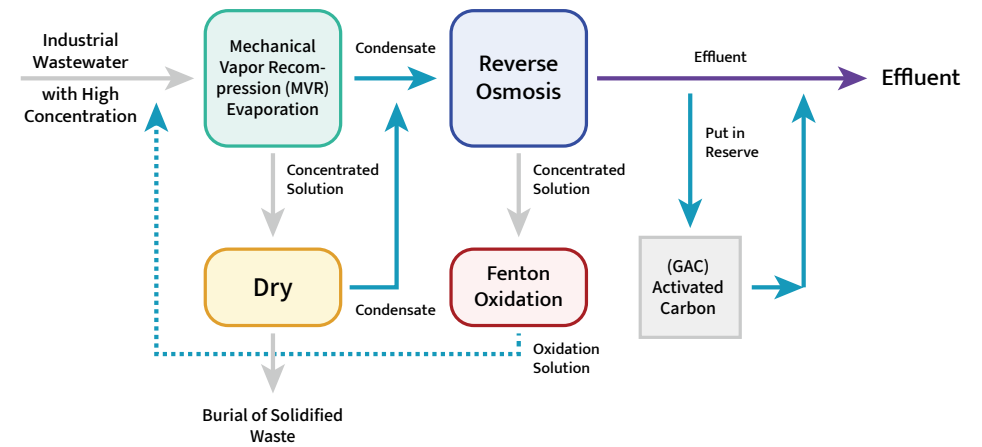 Industrial
Wastewater
with High
Concentration
Mechanical
Vapor Recom-
pression (MVR)
Evaporation
Condensate
Reverse
Osmosis
Effluent
Effluent
Concentrated
Solution
Concentrated
Solution
Put in
Reserve
Dry
Condensate
Fenton
Oxidation
(GAC)
Activated
Carbon
Oxidation
Solution
Burial of Solidified
Waste